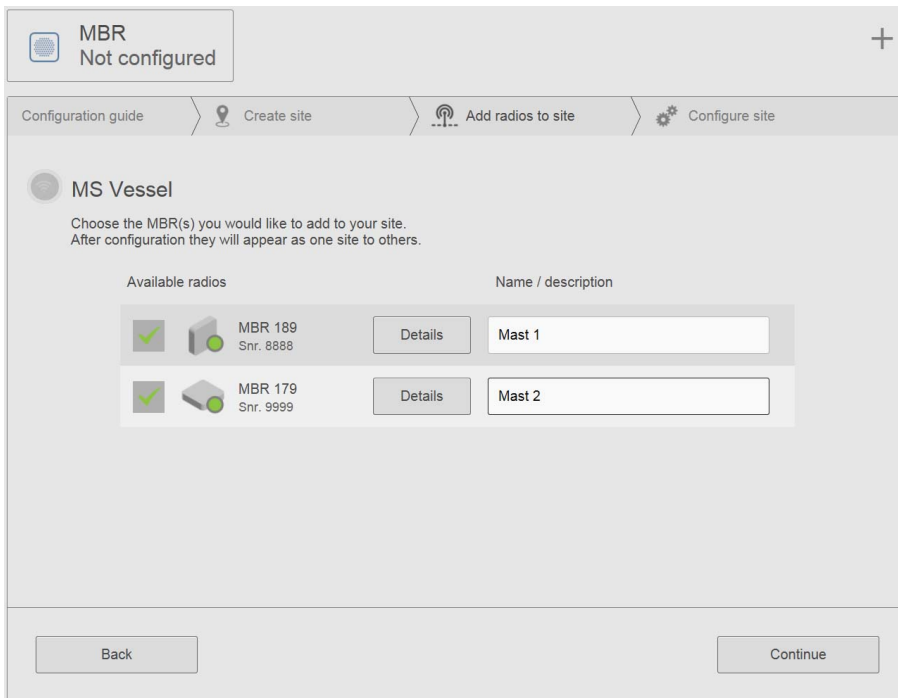 MBR
Not configured
Configuration guide
Create site
Add radios to site
Configure site
MS Vessel
Choose the MBR(s) you would like to add to your site.
After configuration they will appear as one site to others.
Available radios
Name / description
MBR 189
Snr. 8888
Details
Mast 1
MBR 179
Snr. 9999
Details
Mast 2
Back
Continue